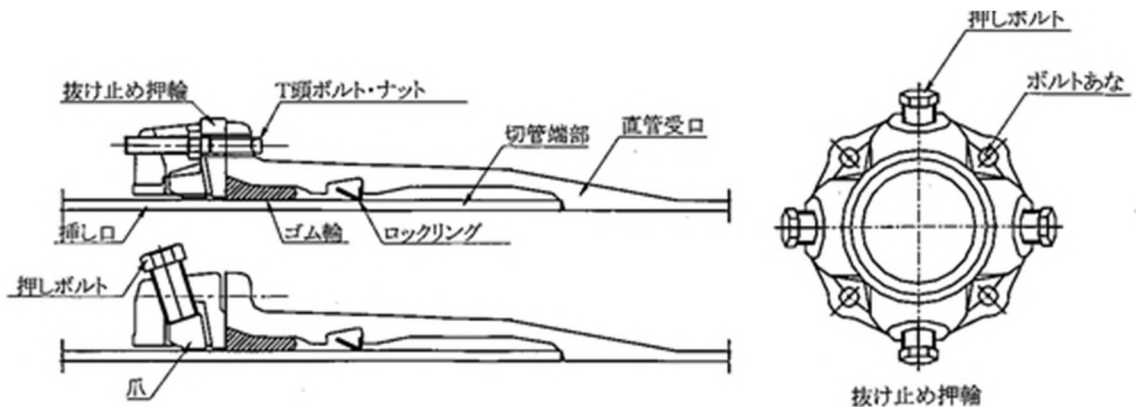 押しボルト
抜け止め押輪
T頭ボルト・ナット
ボルトあな
切管端部
直管受口
挿し口
ゴム輪
ロックリング
押しボルト
爪
抜け止め押輪